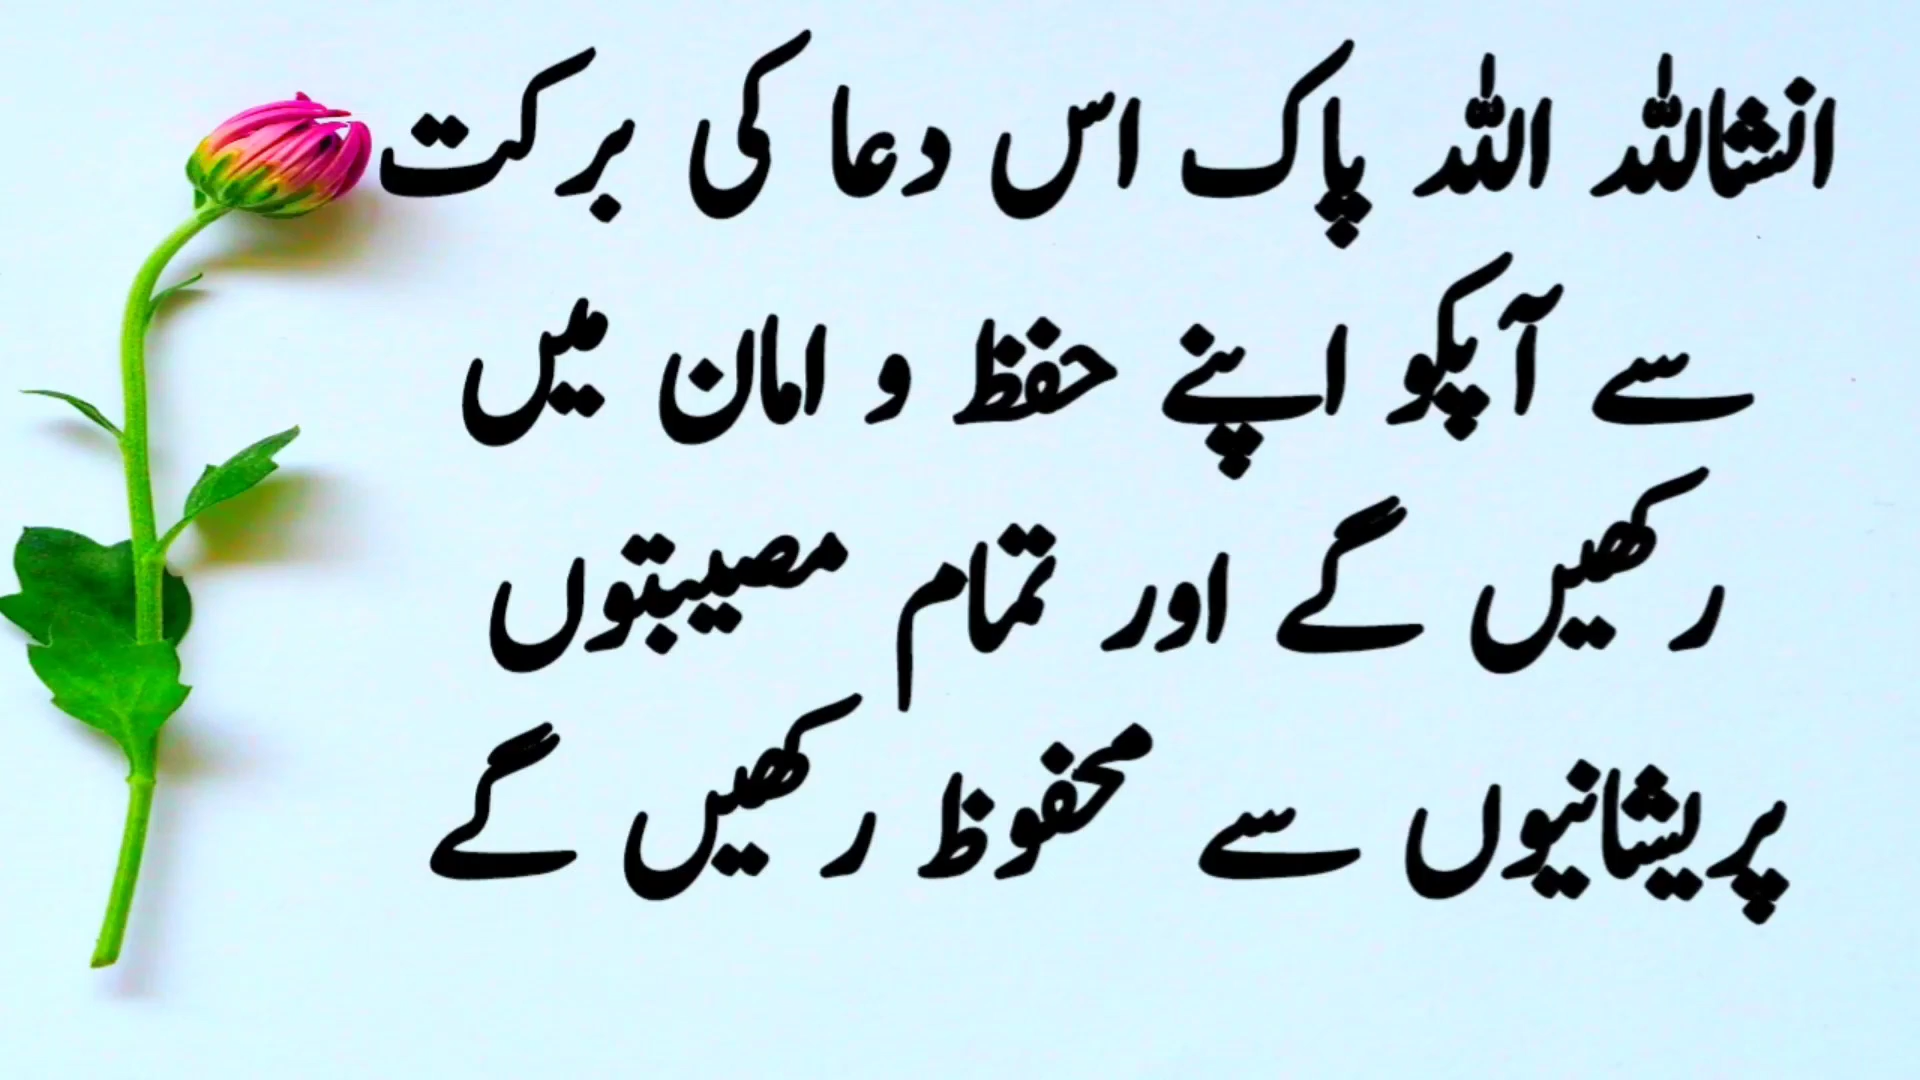 انشاللہ اللہ پاک اس دعا کی برکت
سے آپکو اپنے حفظ و امان میں
رکھیں گے اور تمام مصیبتوں
پریشانیوں سے محفوظ رکھیں گے